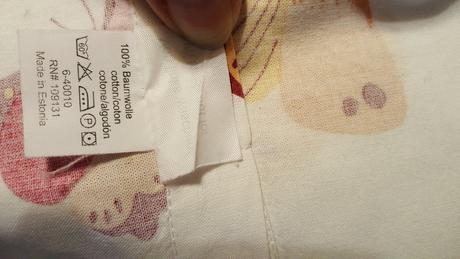 100% Baumwolle
cotton/coton
cotone/algodón
P
6-40010
RN# 109131
Made in Estonia